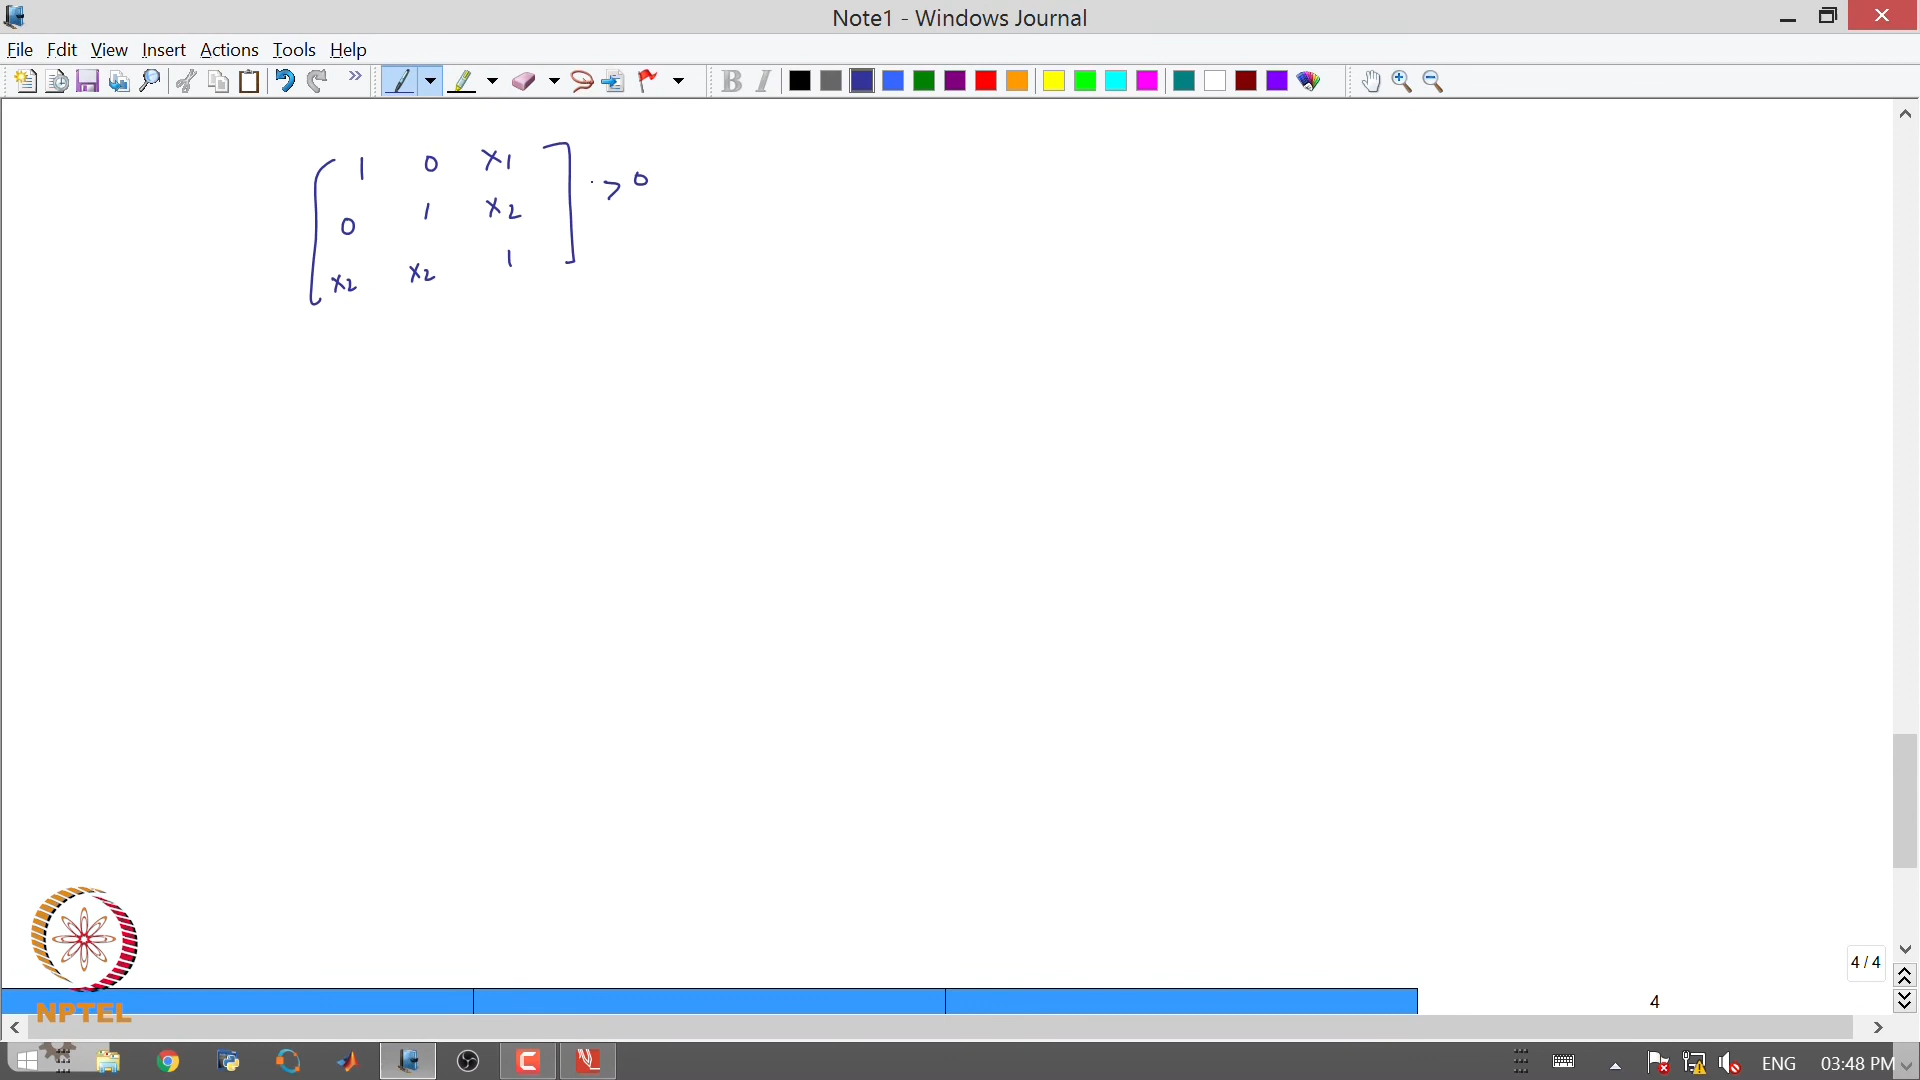 Note1 - Windows Journal
File Edit View Insert Actions Tools Help
B I
1 0 x1
0 1 x2
x2 x2 1
> 0
4 / 4
4
NPTEL
ENG 03:48 PM